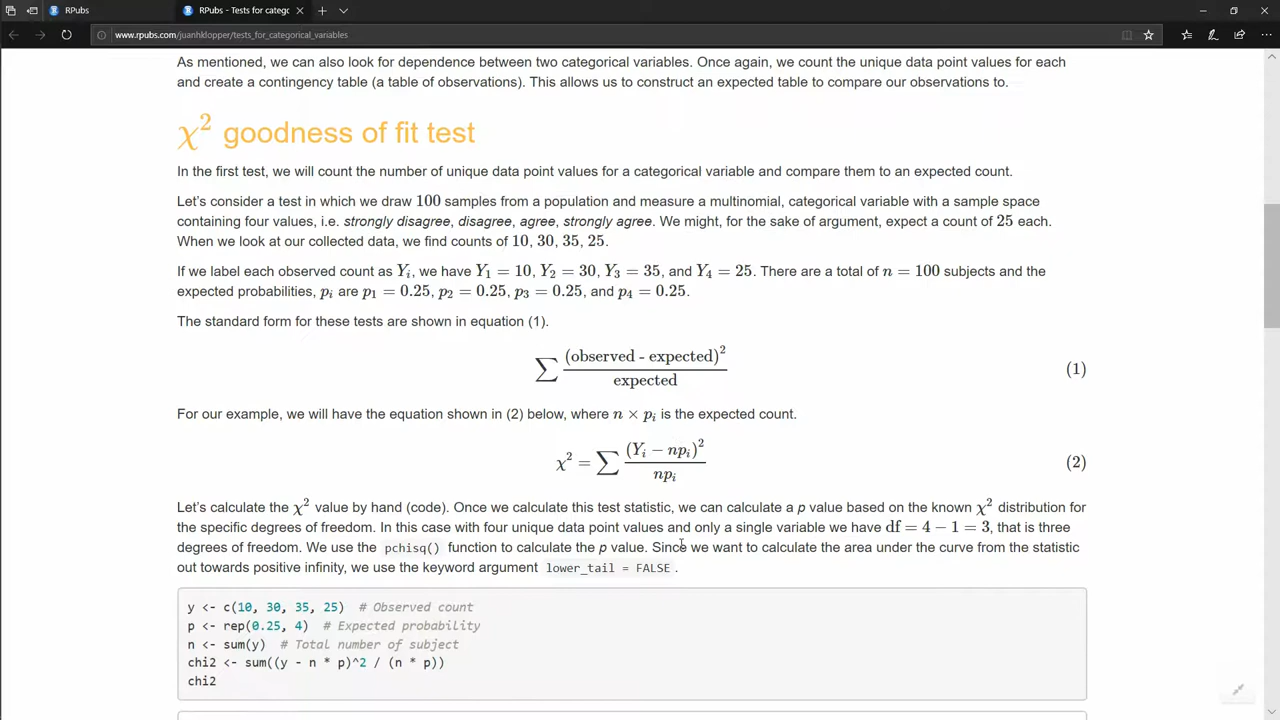 RPubs
RPubs - Tests for catego
www.rpubs.com/juanhklopper/tests_for_categorical_variables
As mentioned, we can also look for dependence between two categorical variables. Once again, we count the unique data point values for each
and create a contingency table (a table of observations). This allows us to construct an expected table to compare our observations to.
χ² goodness of fit test
In the first test, we will count the number of unique data point values for a categorical variable and compare them to an expected count.
Let's consider a test in which we draw 100 samples from a population and measure a multinomial, categorical variable with a sample space
containing four values, i.e. strongly disagree, disagree, agree, strongly agree. We might, for the sake of argument, expect a count of 25 each.
When we look at our collected data, we find counts of 10, 30, 35, 25.
If we label each observed count as Yᵢ, we have Y₁ = 10, Y₂ = 30, Y₃ = 35, and Y₄ = 25. There are a total of n = 100 subjects and the
expected probabilities, pᵢ are p₁ = 0.25, p₂ = 0.25, p₃ = 0.25, and p₄ = 0.25.
The standard form for these tests are shown in equation (1).
∑ (observed - expected)² / expected (1)
For our example, we will have the equation shown in (2) below, where n × pᵢ is the expected count.
χ² = ∑ (Yᵢ − npᵢ)² / npᵢ (2)
Let's calculate the χ² value by hand (code). Once we calculate this test statistic, we can calculate a p value based on the known χ² distribution for
the specific degrees of freedom. In this case with four unique data point values and only a single variable we have df = 4 − 1 = 3, that is three
degrees of freedom. We use the pchisq() function to calculate the p value. Since we want to calculate the area under the curve from the statistic
out towards positive infinity, we use the keyword argument lower_tail = FALSE .
y <- c(10, 30, 35, 25) # Observed count
p <- rep(0.25, 4) # Expected probability
n <- sum(y) # Total number of subject
chi2 <- sum((y - n * p)^2 / (n * p))
chi2